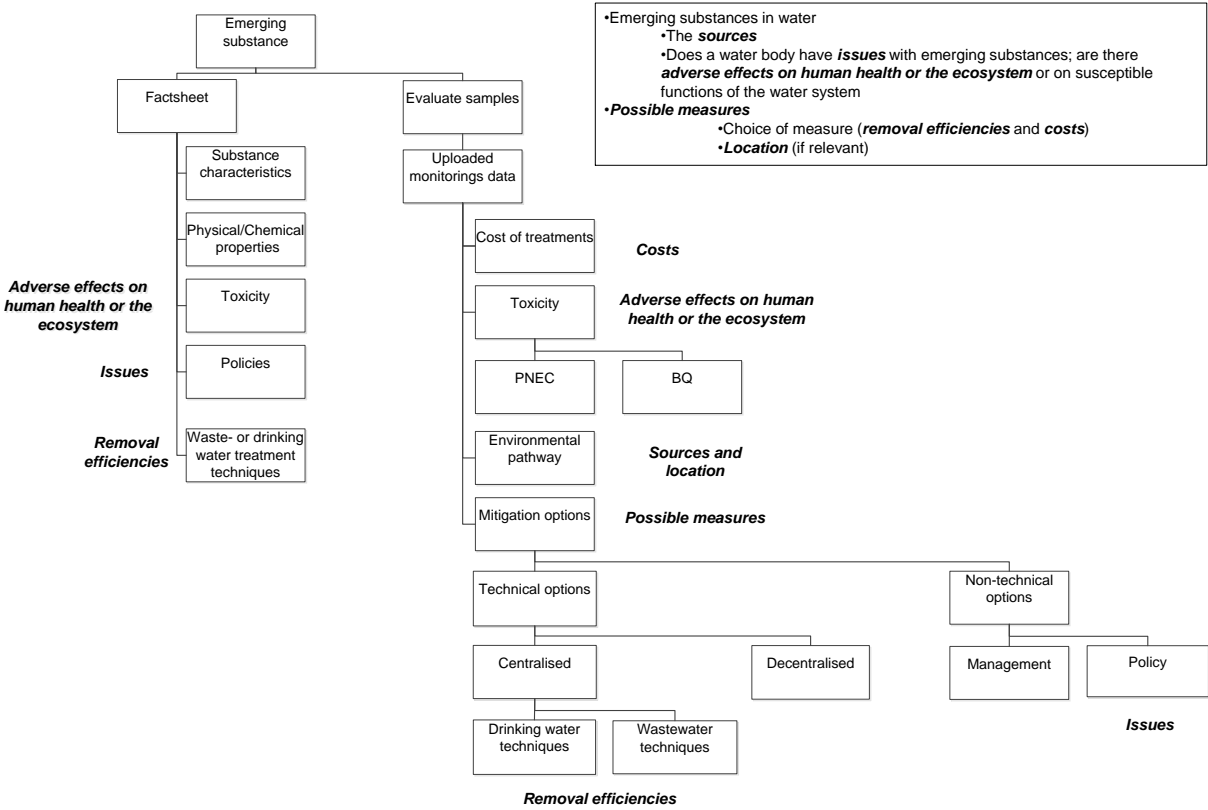 Emerging
substance
•Emerging substances in water
•The sources
•Does a water body have issues with emerging substances; are there
adverse effects on human health or the ecosystem or on susceptible
functions of the water system
•Possible measures
•Choice of measure (removal efficiencies and costs)
•Location (if relevant)
Factsheet
Evaluate samples
Substance
characteristics
Uploaded
monitorings data
Physical/Chemical
properties
Cost of treatments
Costs
Adverse effects on
human health or the
ecosystem
Toxicity
Toxicity
Adverse effects on human
health or the ecosystem
Issues
Policies
PNEC
BQ
Removal
efficiencies
Waste- or drinking
water treatment
techniques
Environmental
pathway
Sources and
location
Mitigation options
Possible measures
Technical options
Non-technical
options
Centralised
Decentralised
Management
Policy
Drinking water
techniques
Wastewater
techniques
Issues
Removal efficiencies